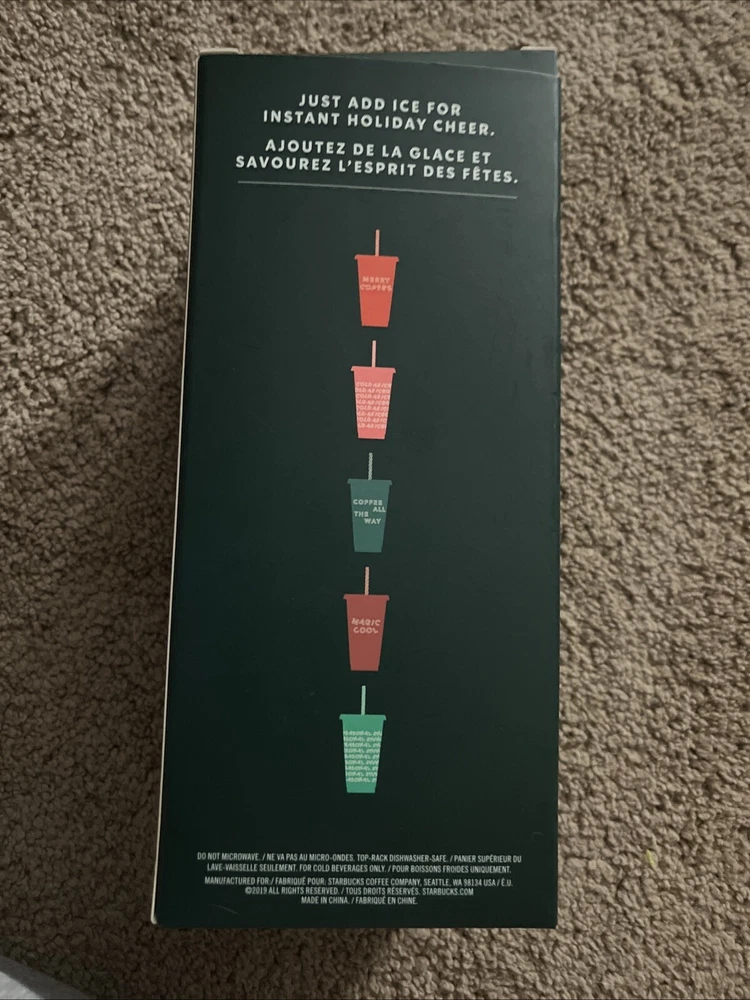 JUST ADD ICE FOR
INSTANT HOLIDAY CHEER.
AJOUTEZ DE LA GLACE ET
SAVOUREZ L'ESPRIT DES FÊTES.
MERRY
COFFEE
COFFEE
ALL
THE
WAY
MAGIC
COOL
DO NOT MICROWAVE. / NE VA PAS AU MICRO-ONDES. TOP-RACK DISHWASHER-SAFE. / PANIER SUPÉRIEUR DU
LAVE-VAISSELLE SEULEMENT. FOR COLD BEVERAGES ONLY. / POUR BOISSONS FROIDES UNIQUEMENT.
MANUFACTURED FOR: / FABRIQUÉ POUR: STARBUCKS COFFEE COMPANY, SEATTLE, WA 98134 USA / É.U.
©2019 ALL RIGHTS RESERVED. / TOUS DROITS RÉSERVÉS. STARBUCKS.COM
MADE IN CHINA. / FABRIQUÉ EN CHINE.